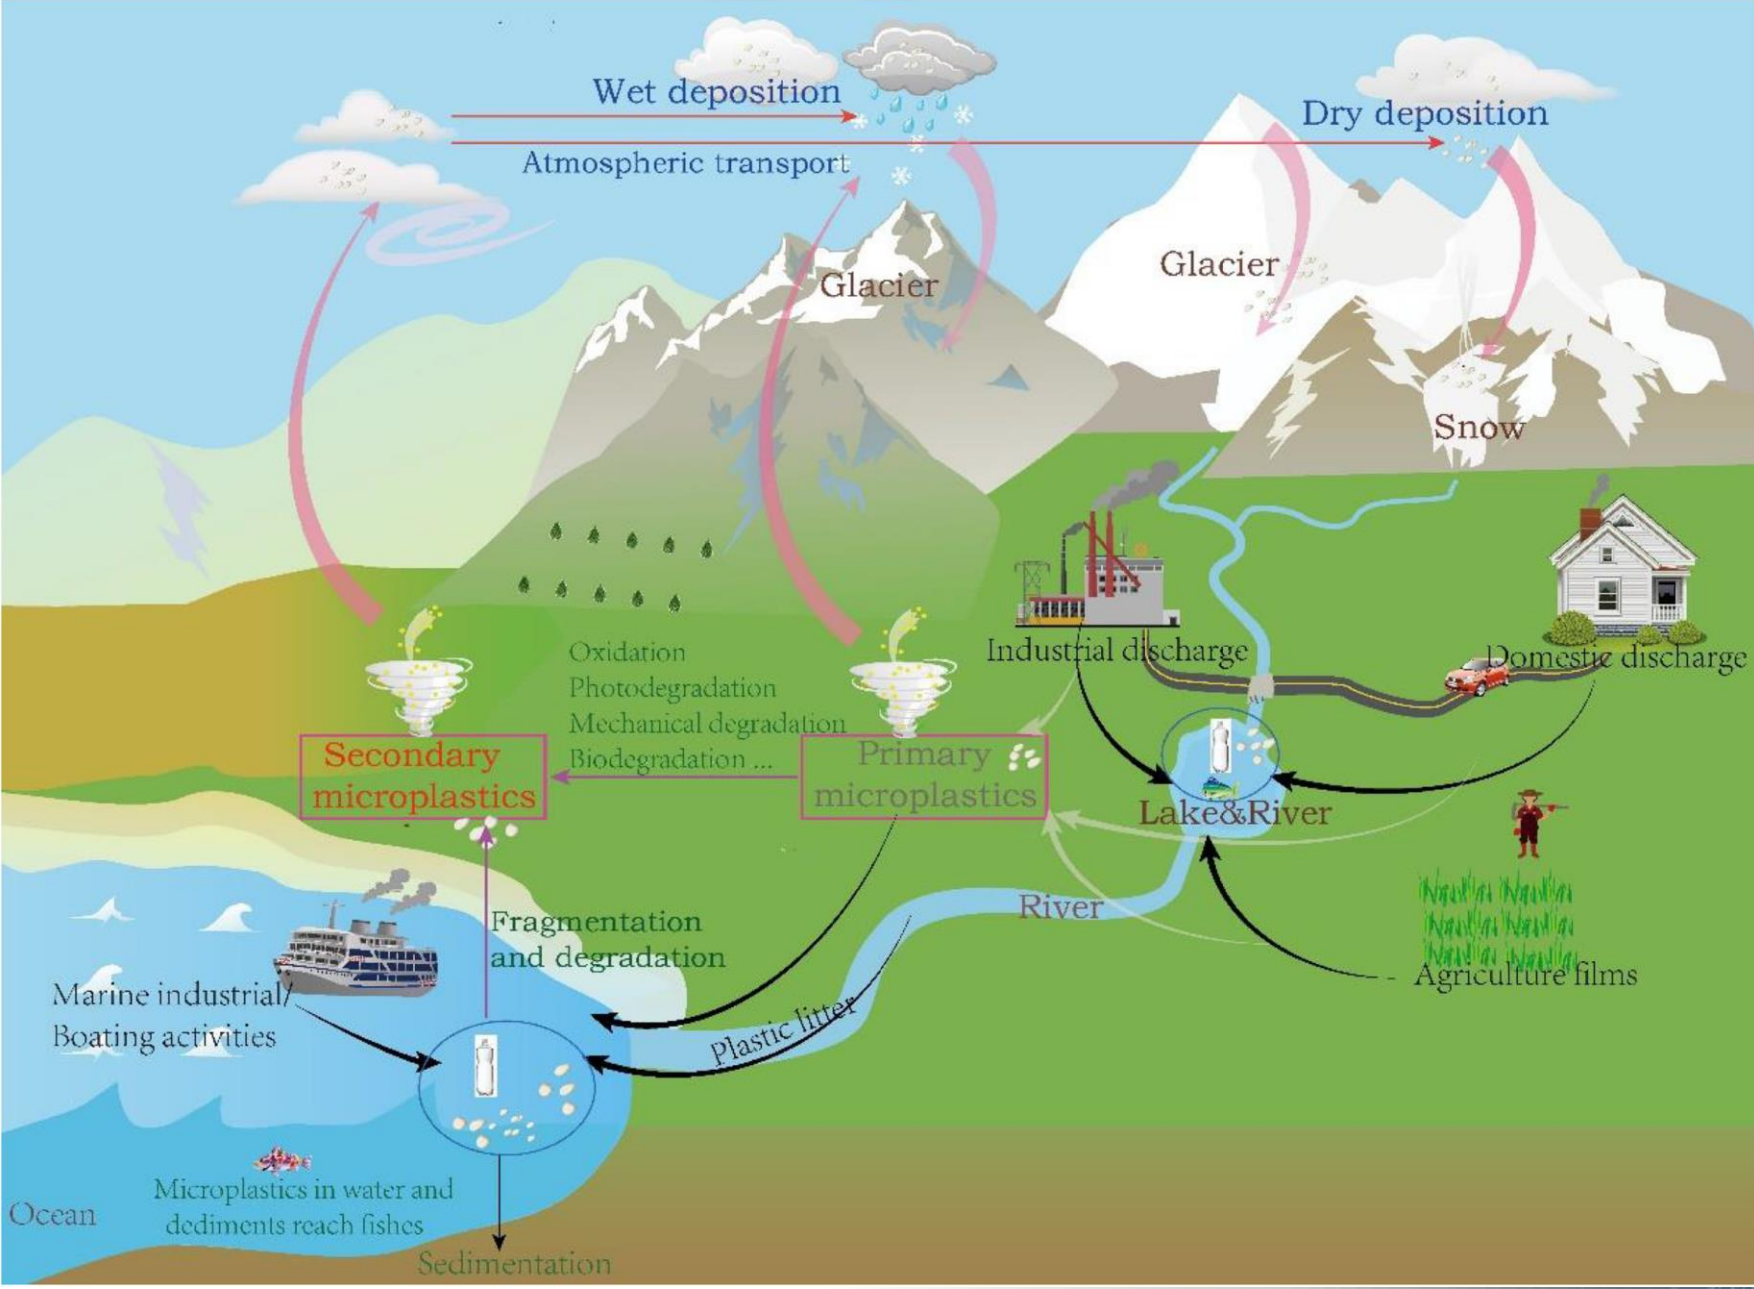 Wet deposition
Dry deposition
Atmospheric transport
Glacier
Glacier
Snow
Industrial discharge
Domestic discharge
Oxidation
Photodegradation
Mechanical degradation
Biodegradation ...
Secondary
microplastics
Primary
microplastics
Lake&River
River
Fragmentation
and degradation
Agriculture films
Marine industrial/
Boating activities
Plastic litter
Microplastics in water and
dediments reach fishes
Ocean
Sedimentation